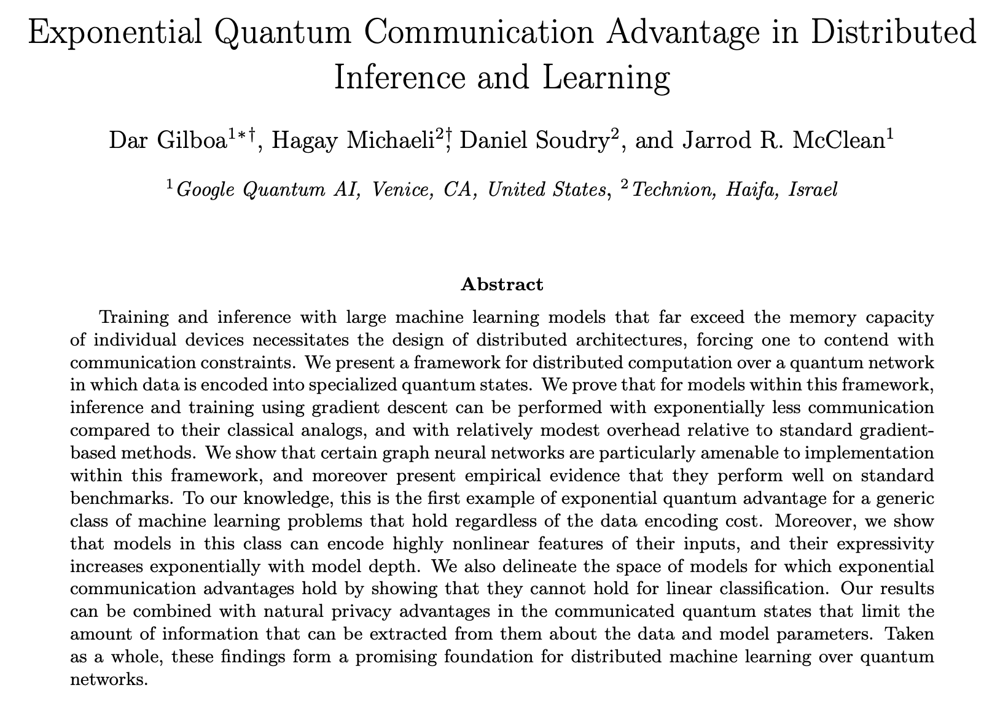 Exponential Quantum Communication Advantage in Distributed
Inference and Learning
Dar Gilboa1*†, Hagay Michaeli2†, Daniel Soudry2, and Jarrod R. McClean1
1 Google Quantum AI, Venice, CA, United States, 2 Technion, Haifa, Israel
Abstract
Training and inference with large machine learning models that far exceed the memory capacity
of individual devices necessitates the design of distributed architectures, forcing one to contend with
communication constraints. We present a framework for distributed computation over a quantum network
in which data is encoded into specialized quantum states. We prove that for models within this framework,
inference and training using gradient descent can be performed with exponentially less communication
compared to their classical analogs, and with relatively modest overhead relative to standard gradient-
based methods. We show that certain graph neural networks are particularly amenable to implementation
within this framework, and moreover present empirical evidence that they perform well on standard
benchmarks. To our knowledge, this is the first example of exponential quantum advantage for a generic
class of machine learning problems that hold regardless of the data encoding cost. Moreover, we show
that models in this class can encode highly nonlinear features of their inputs, and their expressivity
increases exponentially with model depth. We also delineate the space of models for which exponential
communication advantages hold by showing that they cannot hold for linear classification. Our results
can be combined with natural privacy advantages in the communicated quantum states that limit the
amount of information that can be extracted from them about the data and model parameters. Taken
as a whole, these findings form a promising foundation for distributed machine learning over quantum
networks.